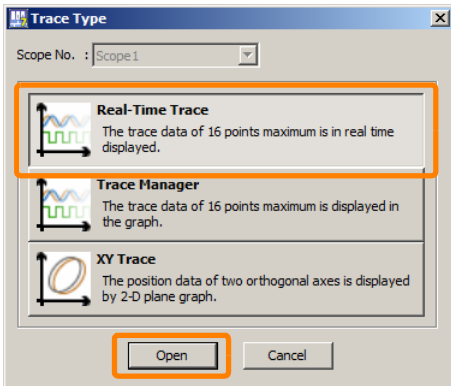 Trace Type
Scope No. : Scope1
Real-Time Trace
The trace data of 16 points maximum is in real time
displayed.
Trace Manager
The trace data of 16 points maximum is displayed in
the graph.
XY Trace
The position data of two orthogonal axes is displayed
by 2-D plane graph.
Open Cancel